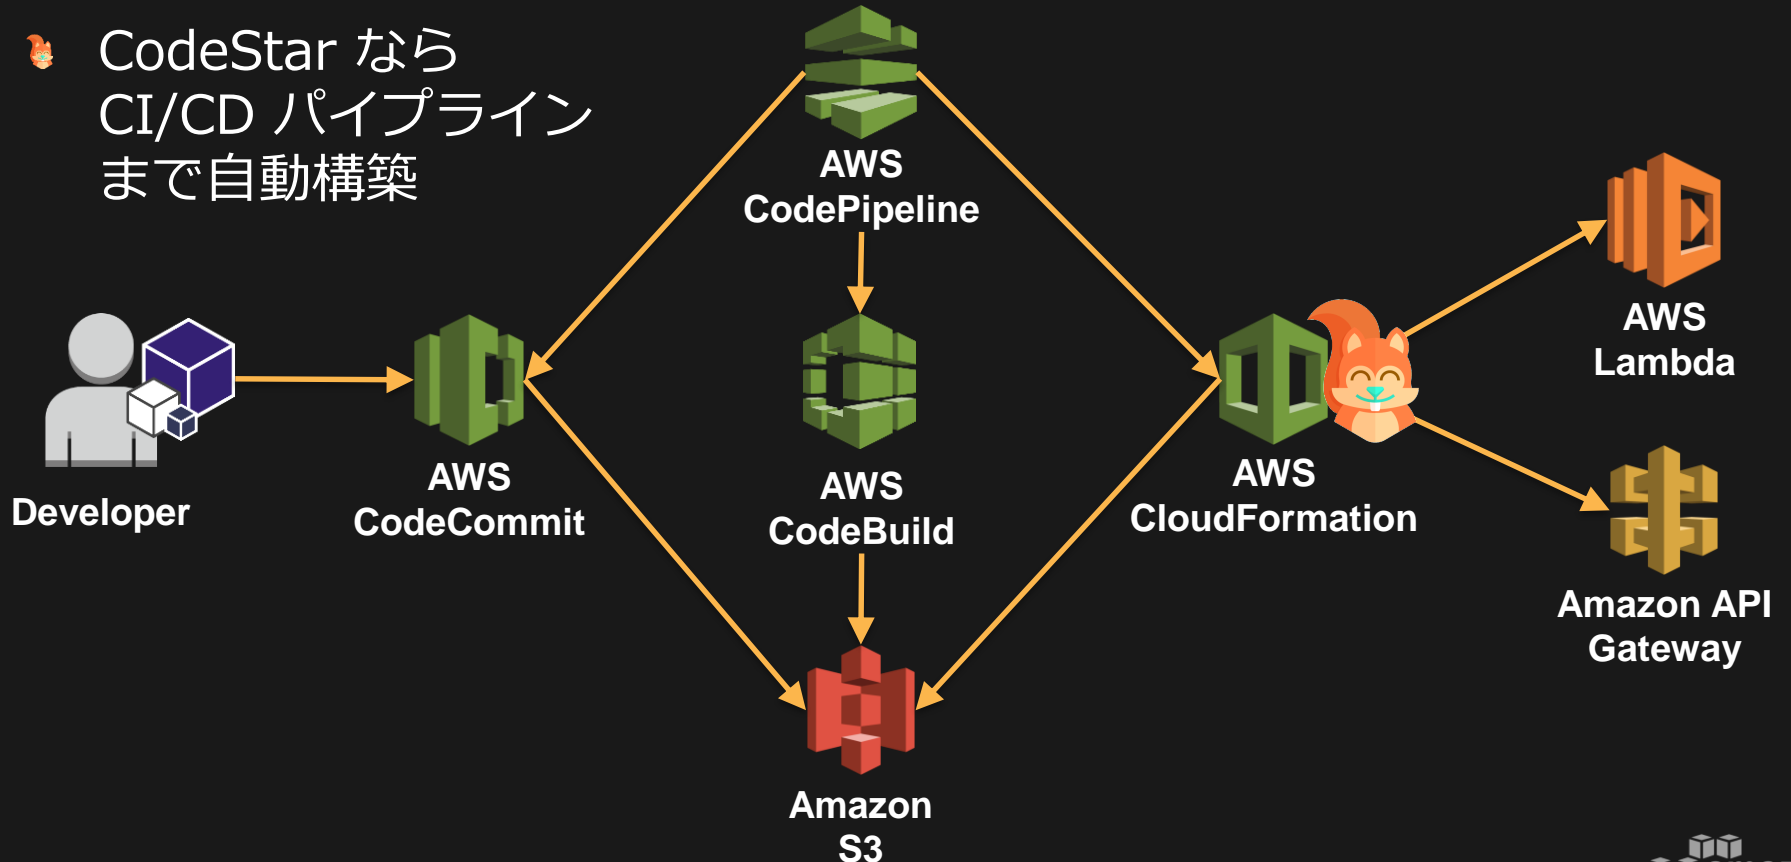 CodeStar なら
CI/CD パイプライン
まで自動構築
AWS
CodePipeline
AWS
Lambda
Developer
AWS
CodeCommit
AWS
CodeBuild
AWS
CloudFormation
Amazon API
Gateway
Amazon
S3